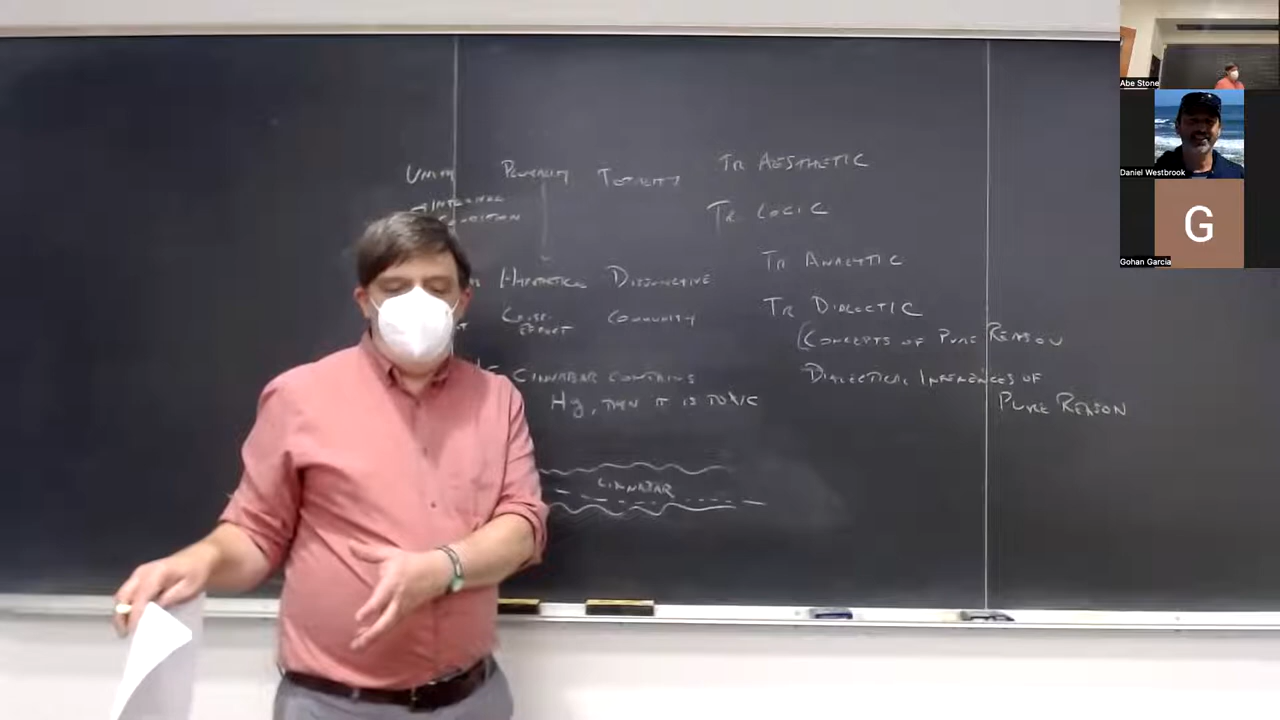 UNITY PLURALITY TOTALITY
INTERNAL
CONDITION
HYPOTHETICAL DISJUNCTIVE
CAUSE COMMUNITY
EFFECT
CINNABAR CONTAINS
Hg, THEN IT IS TOXIC
CINNABAR
TR AESTHETIC
TR LOGIC
TR ANALYTIC
TR DIALECTIC
(CONCEPTS OF PURE REASON
DIALECTICAL INFERENCES OF
PURE REASON
Abe Stone
Daniel Westbrook
G
Gohan Garcia